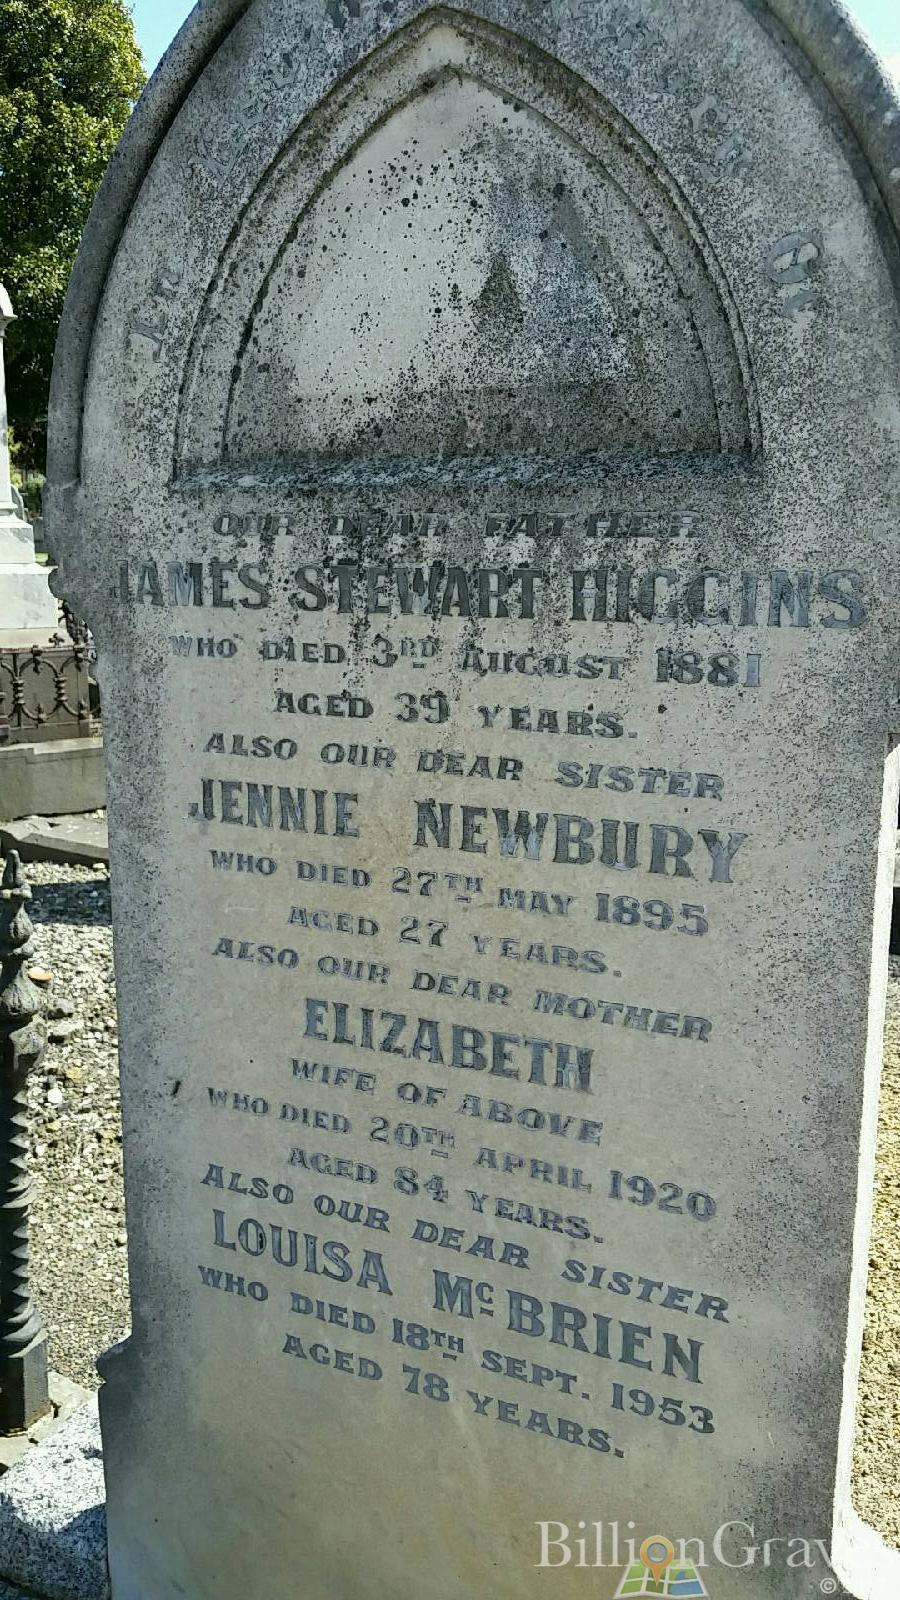 In
Of
OUR DEAR FATHER
JAMES STEWART HIGGINS
WHO DIED 3RD AUGUST 1881
AGED 39 YEARS.
ALSO OUR DEAR SISTER
JENNIE NEWBURY
WHO DIED 27TH MAY 1895
AGED 27 YEARS.
ALSO OUR DEAR MOTHER
ELIZABETH
WIFE OF ABOVE
WHO DIED 20TH APRIL 1920
AGED 84 YEARS.
ALSO OUR DEAR SISTER
LOUISA McBRIEN
WHO DIED 18TH SEPT. 1953
AGED 78 YEARS.
BillionGrav
©